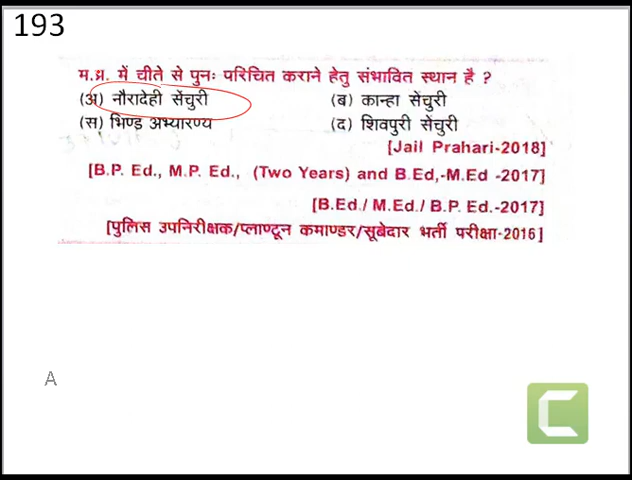 193
म.प्र. में चीते से पुनः परिचित कराने हेतु संभावित स्थान है ?
(अ) नौरादेही सेंचुरी (ब) कान्हा सेंचुरी
(स) भिण्ड अभ्यारण्य (द) शिवपुरी सेंचुरी
[Jail Prahari-2018]
[B.P. Ed., M.P. Ed., (Two Years) and B.Ed,-M.Ed -2017]
[B.Ed./ M.Ed./ B.P. Ed.-2017]
[पुलिस उपनिरीक्षक/प्लाण्टून कमाण्डर/सूबेदार भर्ती परीक्षा-2016]
A